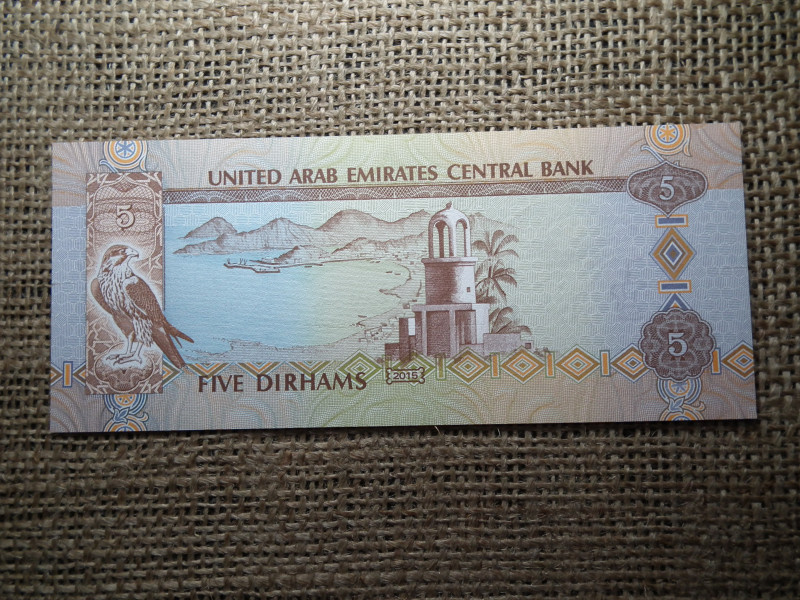 UNITED ARAB EMIRATES CENTRAL BANK
5
5
5
FIVE DIRHAMS
2015